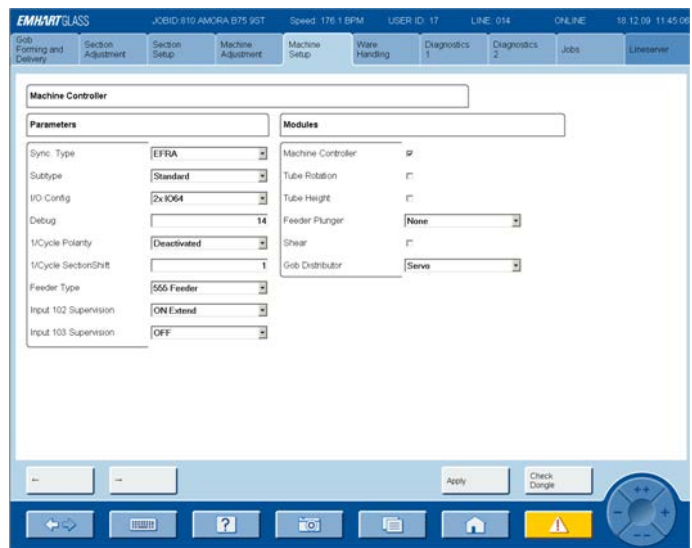 EMHARTGLASS JOBID:810 AMORA B75 95T Speed: 176.1 BPM USER ID: 17 LINE: 014 ONLINE 18.12.09 11:45:06
Gob Forming and Delivery
Section Adjustment
Section Setup
Machine Adjustment
Machine Setup
Ware Handling
Diagnostics 1
Diagnostics 2
Jobs
Lineserver
Machine Controller
Parameters
Sync. Type EFRA
Subtype Standard
I/O Config 2x IO64
Debug 14
1/Cycle Polarity Deactivated
1/Cycle SectionShift 1
Feeder Type 555 Feeder
Input 102 Supervision ON Extend
Input 103 Supervision OFF
Modules
Machine Controller
Tube Rotation
Tube Height
Feeder Plunger None
Shear
Gob Distributor Servo
← →
Apply
Check Dongle
?
++
- +
--